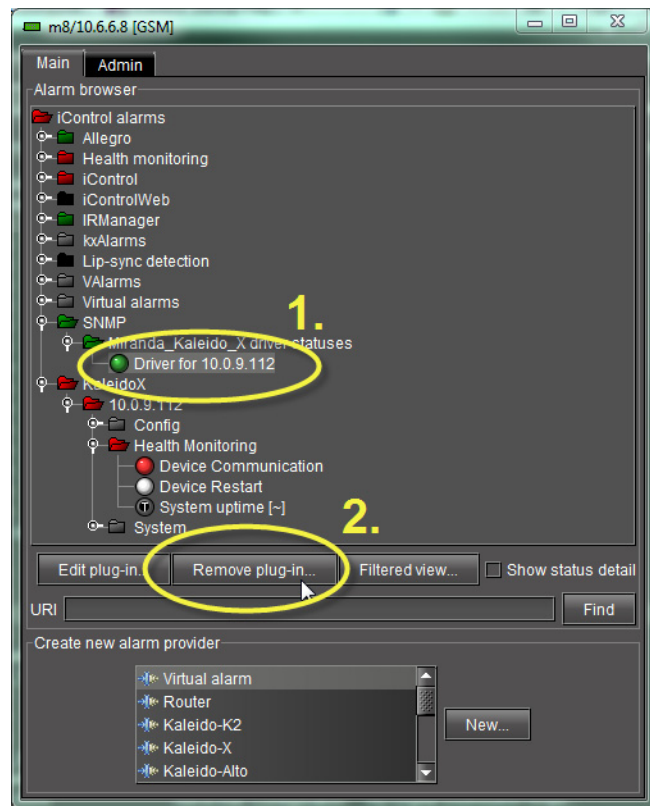 m8/10.6.6.8 [GSM]
Main Admin
Alarm browser
iControl alarms
Allegro
Health monitoring
iControl
iControlWeb
IRManager
kxAlarms
Lip-sync detection
VAlarms
Virtual alarms
1.
SNMP
Miranda_Kaleido_X driver statuses
Driver for 10.0.9.112
KaleidoX
10.0.9.112
Config
Health Monitoring
Device Communication
Device Restart
T System uptime [~]
2.
System
Edit plug-in... Remove plug-in... Filtered view... Show status detail
URI Find
Create new alarm provider
Virtual alarm
Router
Kaleido-K2
New...
Kaleido-X
Kaleido-Alto